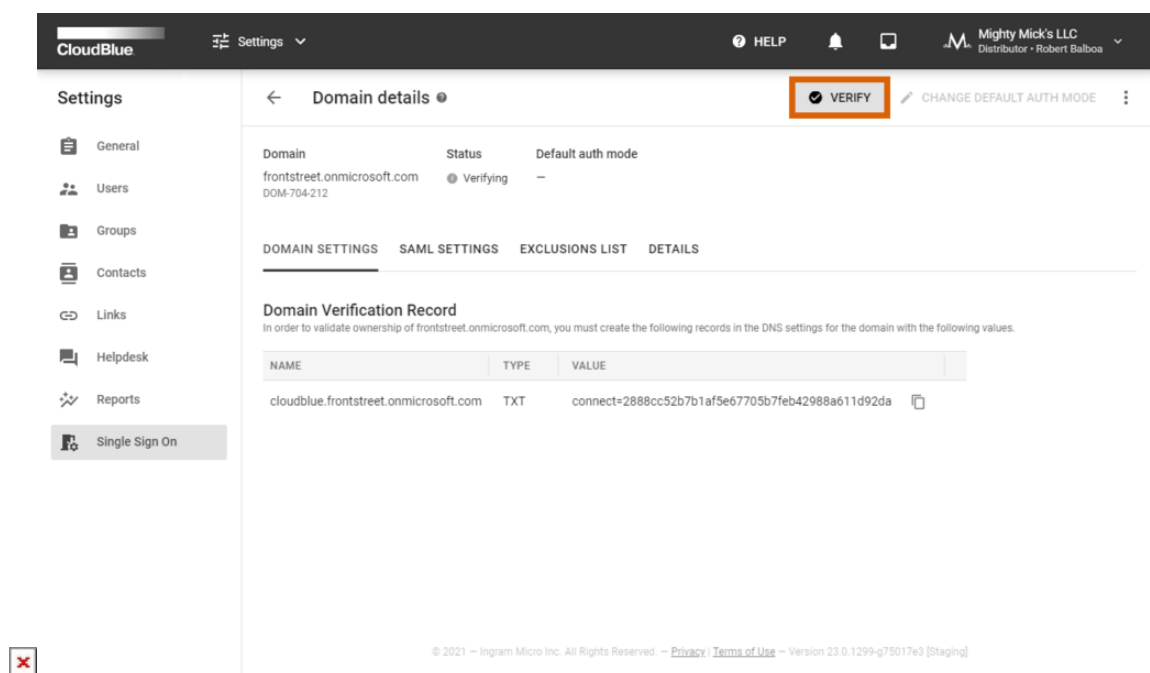 CloudBlue
Settings
HELP
Mighty Mick's LLC
Distributor • Robert Balboa
Settings
General
Users
Groups
Contacts
Links
Helpdesk
Reports
Single Sign On
Domain details
VERIFY
CHANGE DEFAULT AUTH MODE
Domain Status Default auth mode
frontstreet.onmicrosoft.com Verifying –
DOM-704-212
DOMAIN SETTINGS SAML SETTINGS EXCLUSIONS LIST DETAILS
Domain Verification Record
In order to validate ownership of frontstreet.onmicrosoft.com, you must create the following records in the DNS settings for the domain with the following values.
NAME TYPE VALUE
cloudblue.frontstreet.onmicrosoft.com TXT connect=2888cc52b7b1af5e67705b7feb42988a611d92da
© 2021 – Ingram Micro Inc. All Rights Reserved. – Privacy | Terms of Use – Version 23.0.1299-g75017e3 [Staging]